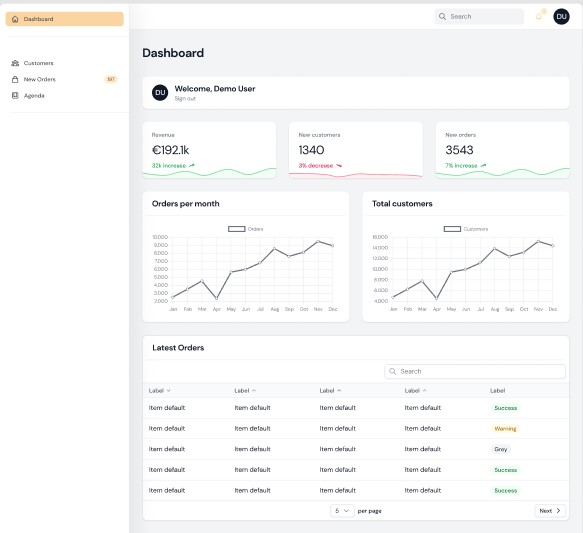 Dashboard
Search
DU
Customers
New Orders
Agenda
Dashboard
DU
Welcome, Demo User
Sign out
Revenue
€192.1k
32k increase
New customers
1340
3% decrease
New orders
3543
7% increase
Orders per month
Orders
10,000
9,000
8,000
7,000
6,000
5,000
4,000
3,000
2,000
Jan Feb Mar Apr May Jun Jul Aug Sep Oct Nov Dec
Total customers
Customers
16,000
14,000
12,000
10,000
8,000
6,000
4,000
Jan Feb Mar Apr May Jun Jul Aug Sep Oct Nov Dec
Latest Orders
Search
Label Label Label Label Label
Item default Item default Item default Item default Success
Item default Item default Item default Item default Warning
Item default Item default Item default Item default Grey
Item default Item default Item default Item default Success
Item default Item default Item default Item default Success
5 per page Next